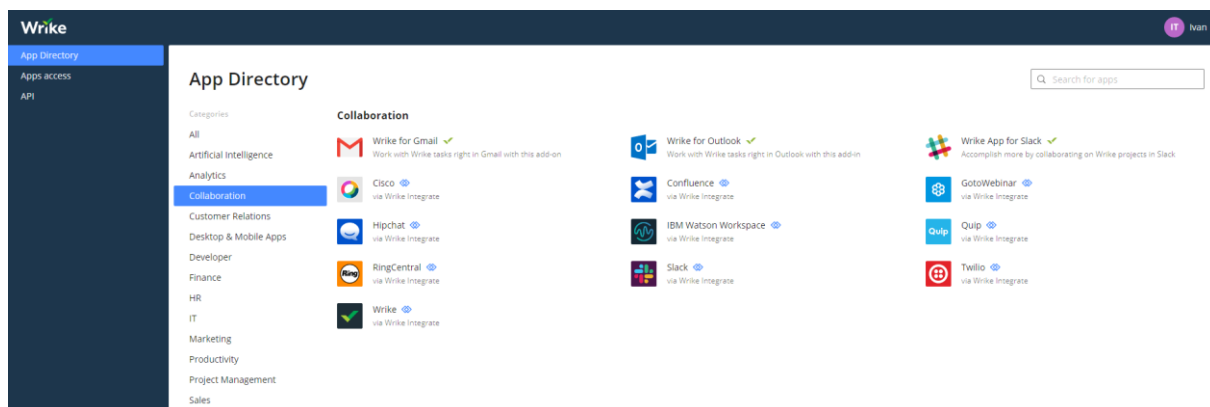 Wrike
IT Ivan
App Directory
Apps access
API
App Directory
Search for apps
Categories
All
Artificial Intelligence
Analytics
Collaboration
Customer Relations
Desktop & Mobile Apps
Developer
Finance
HR
IT
Marketing
Productivity
Project Management
Sales
Collaboration
Wrike for Gmail
Work with Wrike tasks right in Gmail with this add-on
Wrike for Outlook
Work with Wrike tasks right in Outlook with this add-in
Wrike App for Slack
Accomplish more by collaborating on Wrike projects in Slack
Cisco
via Wrike Integrate
Confluence
via Wrike Integrate
GotoWebinar
via Wrike Integrate
Hipchat
via Wrike Integrate
IBM Watson Workspace
via Wrike Integrate
Quip
Quip
via Wrike Integrate
Ring
RingCentral
via Wrike Integrate
Slack
via Wrike Integrate
Twilio
via Wrike Integrate
Wrike
via Wrike Integrate